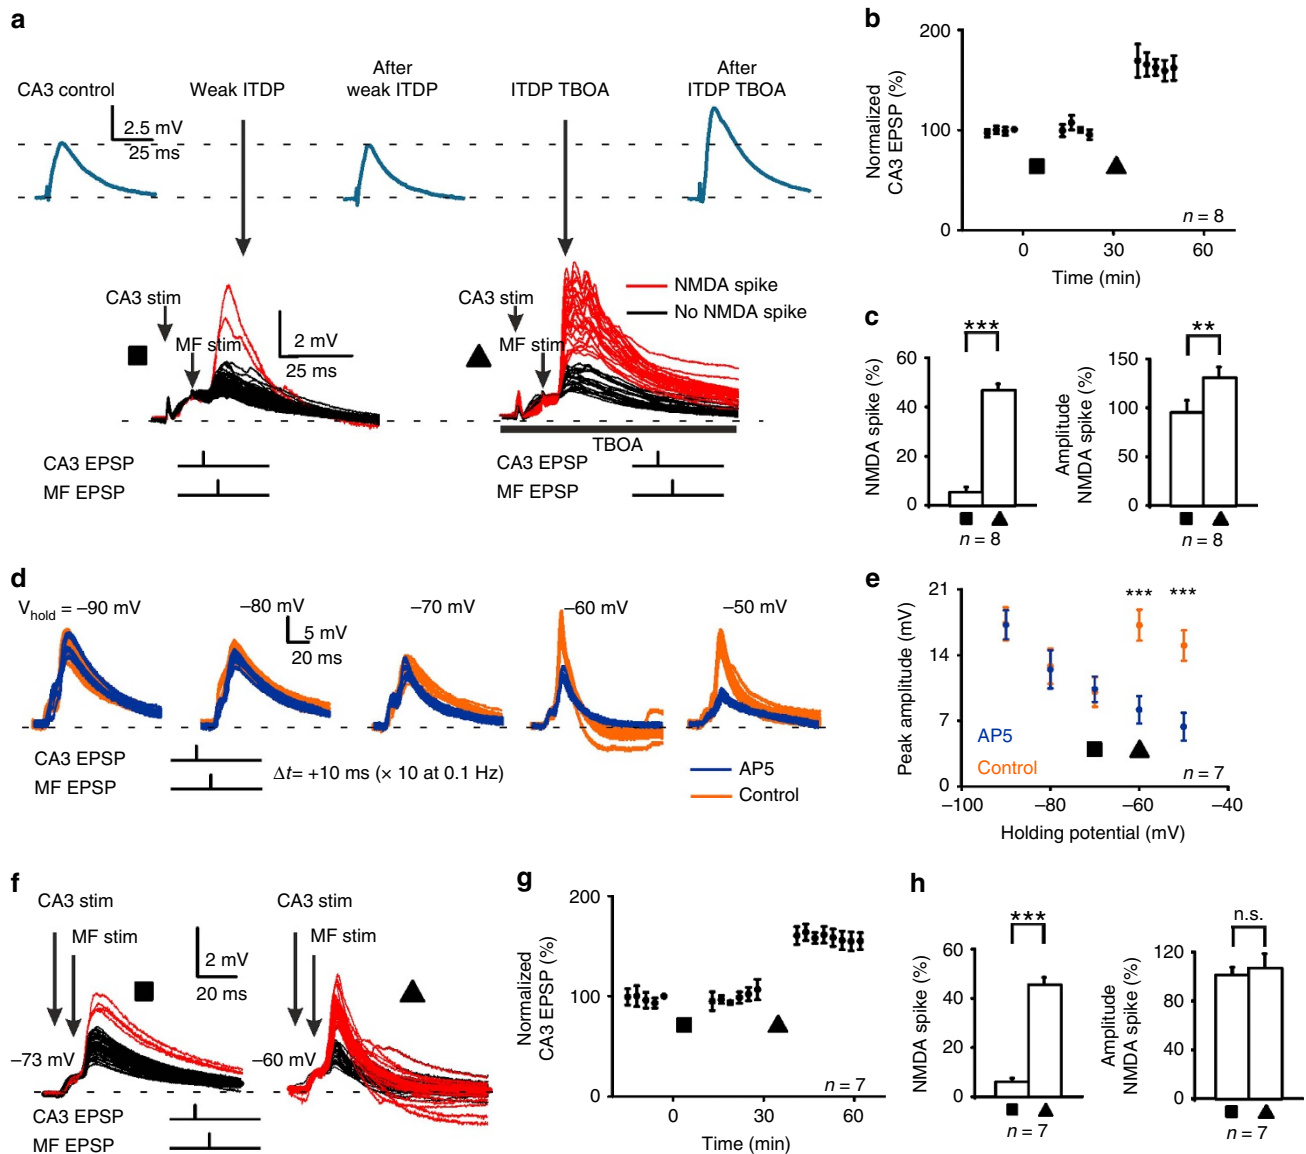 a
CA3 control
Weak ITDP
After
weak ITDP
ITDP TBOA
After
ITDP TBOA
2.5 mV
25 ms
CA3 stim
MF stim
2 mV
25 ms
CA3 stim
MF stim
NMDA spike
No NMDA spike
TBOA
CA3 EPSP
MF EPSP
CA3 EPSP
MF EPSP
b
Normalized
CA3 EPSP (%)
200
100
0
0 30 60
Time (min)
n = 8
c
NMDA spike (%)
60
40
20
0
***
n = 8
Amplitude
NMDA spike (%)
150
100
50
0
**
n = 8
d
Vhold = –90 mV
–80 mV
–70 mV
–60 mV
–50 mV
5 mV
20 ms
CA3 EPSP
MF EPSP
Δt= +10 ms (× 10 at 0.1 Hz)
AP5
Control
e
Peak amplitude (mV)
21
14
7
0
*** ***
AP5
Control
n = 7
–100 –80 –60 –40
Holding potential (mV)
f
CA3 stim
MF stim
2 mV
20 ms
–73 mV
CA3 stim
MF stim
–60 mV
CA3 EPSP
MF EPSP
g
Normalized
CA3 EPSP (%)
200
100
0
n = 7
0 30 60
Time (min)
h
NMDA spike (%)
60
40
20
0
***
n = 7
Amplitude
NMDA spike (%)
120
80
40
0
n.s.
n = 7